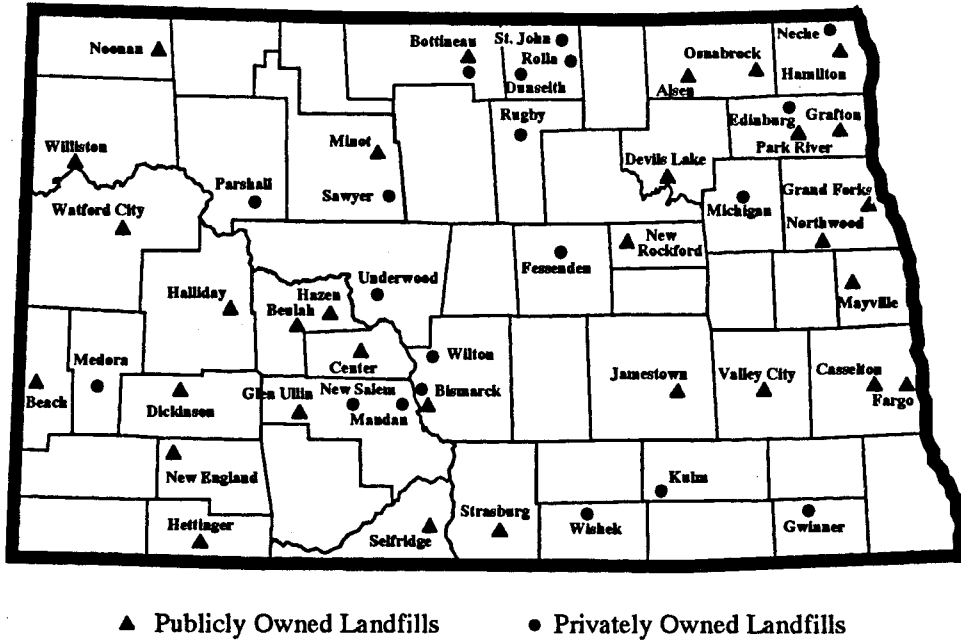 Noonan
Bottineau
St. John
Rolla
Dunseith
Osnabrock
Alsen
Neche
Hamilton
Rugby
Edinburg
Grafton
Park River
Minot
Williston
Devils Lake
Parshall
Sawyer
Watford City
Michigan
Grand Forks
Northwood
New
Rockford
Fessenden
Underwood
Halliday
Hazen
Beulah
Mayville
Center
Wilton
Medora
Beach
Dickinson
Glen Ullin
New Salem
Mandan
Bismarck
Jamestown
Valley City
Casselton
Fargo
New England
Kulm
Hettinger
Selfridge
Strasburg
Wishek
Gwinner
▲ Publicly Owned Landfills
● Privately Owned Landfills